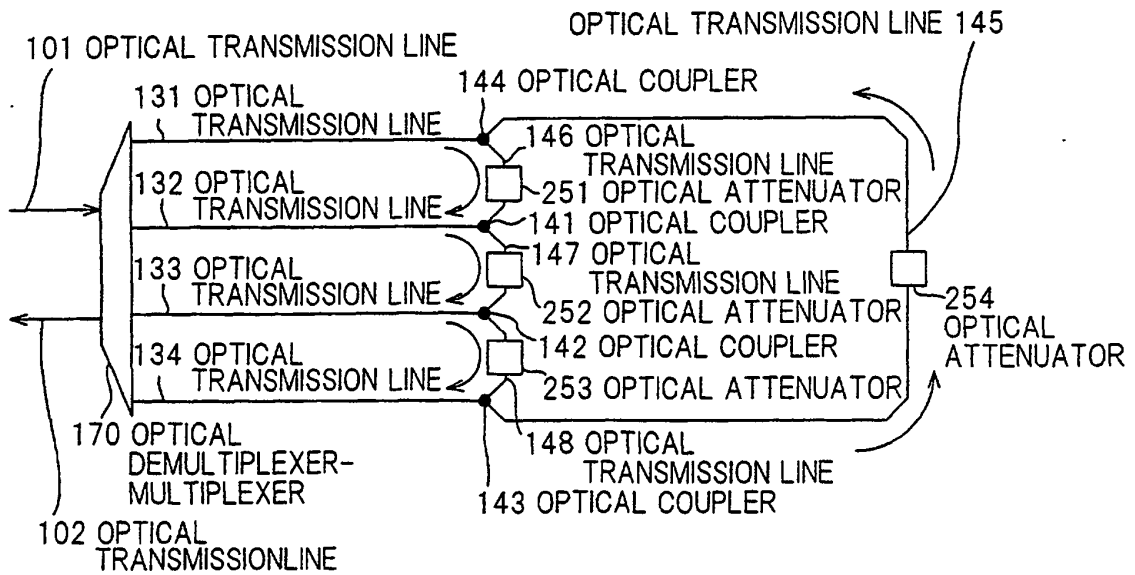 OPTICAL TRANSMISSION LINE 145
101 OPTICAL TRANSMISSION LINE
144 OPTICAL COUPLER
131 OPTICAL
TRANSMISSION LINE
146 OPTICAL
TRANSMISSION LINE
132 OPTICAL
TRANSMISSION LINE
251 OPTICAL ATTENUATOR
141 OPTICAL COUPLER
147 OPTICAL
TRANSMISSION LINE
133 OPTICAL
TRANSMISSION LINE
252 OPTICAL ATTENUATOR
254
OPTICAL
ATTENUATOR
142 OPTICAL COUPLER
134 OPTICAL
TRANSMISSION LINE
253 OPTICAL ATTENUATOR
170 OPTICAL
DEMULTIPLEXER-
MULTIPLEXER
148 OPTICAL
TRANSMISSION LINE
143 OPTICAL COUPLER
102 OPTICAL
TRANSMISSIONLINE